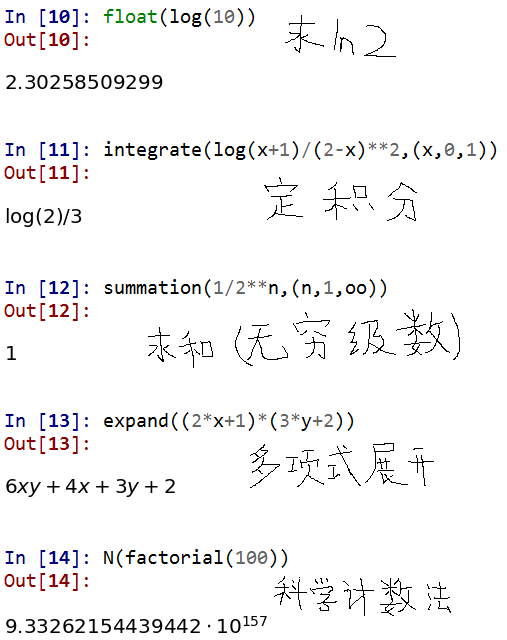 In [10]: float(log(10))
Out[10]:
求ln2
2.30258509299
In [11]: integrate(log(x+1)/(2-x)**2,(x,0,1))
Out[11]:
定积分
log(2)/3
In [12]: summation(1/2**n,(n,1,oo))
Out[12]:
求和(无穷级数)
1
In [13]: expand((2*x+1)*(3*y+2))
Out[13]:
多项式展开
6xy + 4x + 3y + 2
In [14]: N(factorial(100))
Out[14]:
科学计数法
9.33262154439442 · 10¹⁵⁷